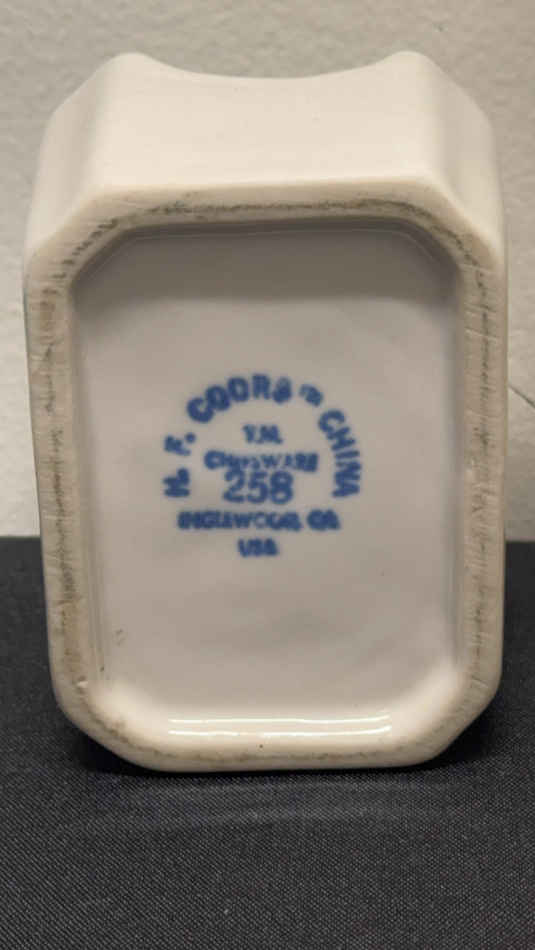 H. F. COORS CHINA
CHEFSWARE
258
INGLEWOOD, CA
USA